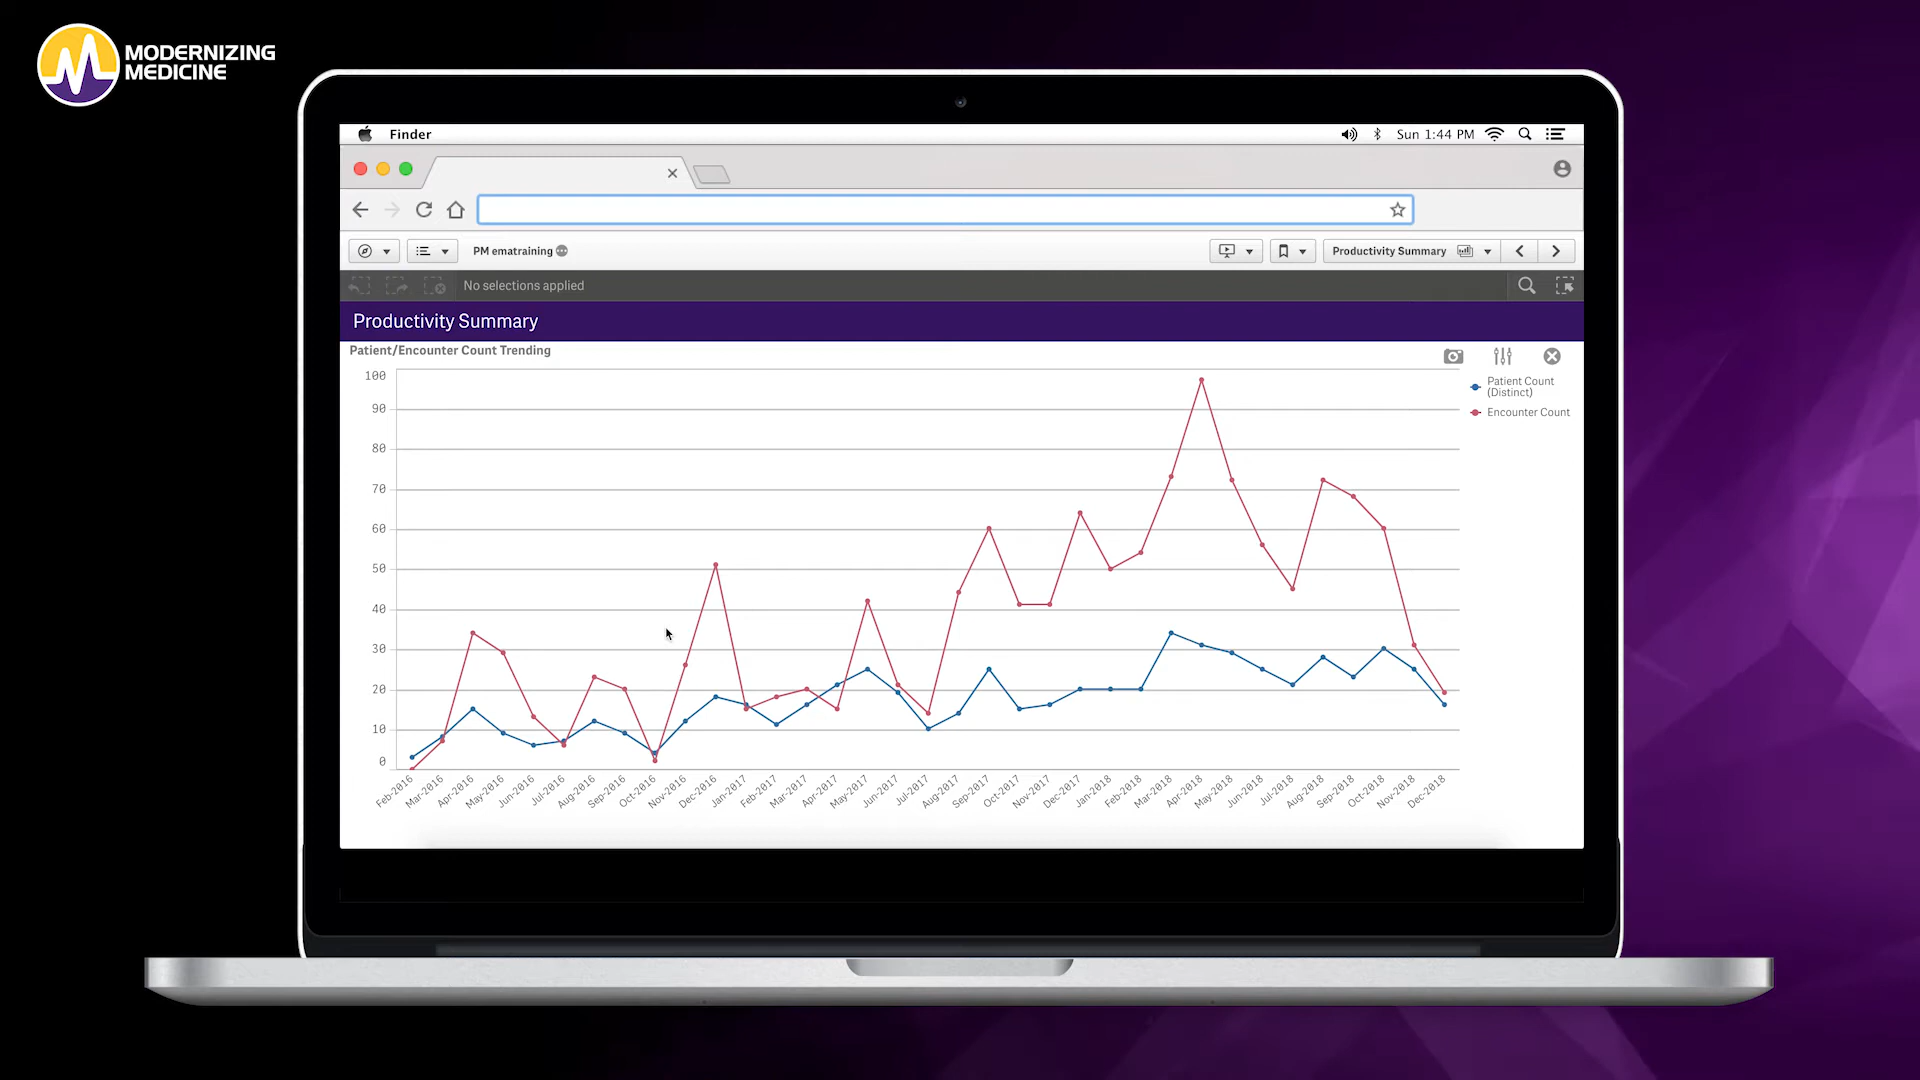 MODERNIZING
MEDICINE
Finder
Sun 1:44 PM
PM ematraining
Productivity Summary
No selections applied
Productivity Summary
Patient/Encounter Count Trending
100
90
80
70
60
50
40
30
20
10
0
Patient Count
(Distinct)
Encounter Count
Feb-2016
Mar-2016
Apr-2016
May-2016
Jun-2016
Jul-2016
Aug-2016
Sep-2016
Oct-2016
Nov-2016
Dec-2016
Jan-2017
Feb-2017
Mar-2017
Apr-2017
May-2017
Jun-2017
Jul-2017
Aug-2017
Sep-2017
Oct-2017
Nov-2017
Dec-2017
Jan-2018
Feb-2018
Mar-2018
Apr-2018
May-2018
Jun-2018
Jul-2018
Aug-2018
Sep-2018
Oct-2018
Nov-2018
Dec-2018